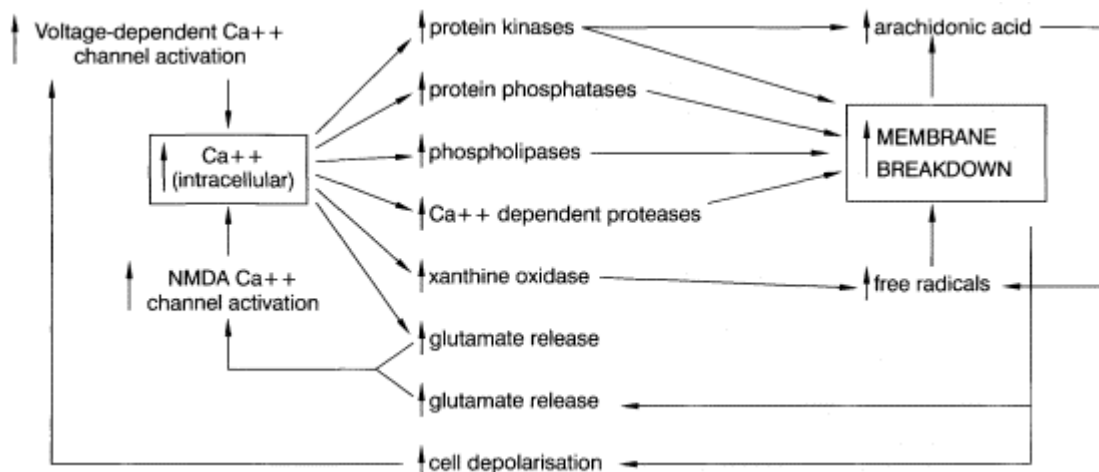 Voltage-dependent Ca++
channel activation
Ca++
(intracellular)
NMDA Ca++
channel activation
protein kinases
protein phosphatases
phospholipases
Ca++ dependent proteases
xanthine oxidase
glutamate release
glutamate release
cell depolarisation
arachidonic acid
MEMBRANE
BREAKDOWN
free radicals